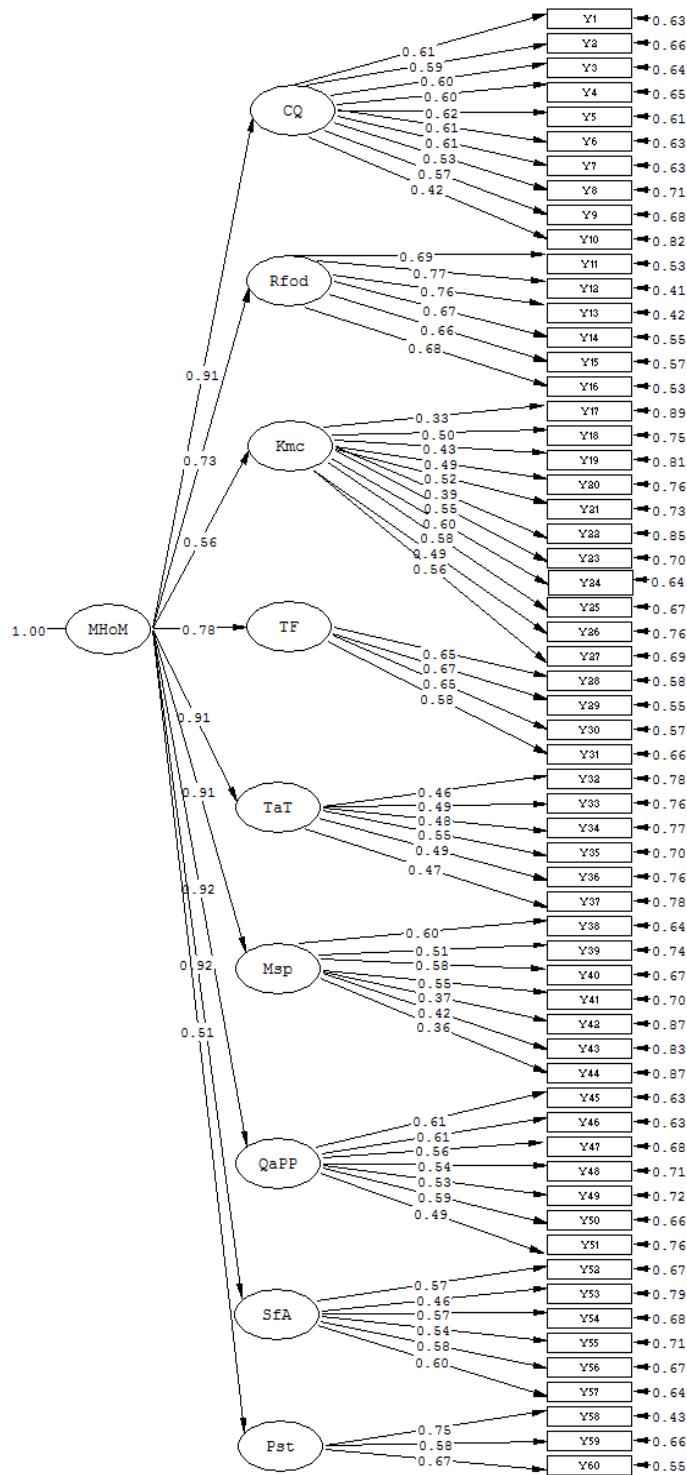 Y1 0.63
0.61 Y2 0.66
0.59 Y3 0.64
0.60 Y4 0.65
0.60
CQ 0.62 Y5 0.61
0.61 Y6 0.63
0.61 Y7 0.63
0.53 Y8 0.71
0.57 Y9 0.68
0.42 Y10 0.82
0.69 Y11 0.53
0.77 Y12 0.41
Rfod 0.76 Y13 0.42
0.67 Y14 0.55
0.66 Y15 0.57
0.68 Y16 0.53
0.91
0.33 Y17 0.89
0.50 Y18 0.75
Kmc 0.43 Y19 0.81
0.73
0.49 Y20 0.76
0.52 Y21 0.73
0.39 Y22 0.85
0.55 Y23 0.70
0.56
0.60 Y24 0.64
0.58 Y25 0.67
0.49 Y26 0.76
0.56 Y27 0.69
1.00 MHoM 0.78 TF
0.65 Y28 0.58
0.67 Y29 0.55
0.65 Y30 0.57
0.58 Y31 0.66
0.91
0.46 Y32 0.78
TaT 0.49 Y33 0.76
0.48 Y34 0.77
0.55 Y35 0.70
0.49 Y36 0.76
0.47 Y37 0.78
0.91
0.60 Y38 0.64
0.51 Y39 0.74
Msp 0.58 Y40 0.67
0.55 Y41 0.70
0.37 Y42 0.87
0.42 Y43 0.83
0.36 Y44 0.87
0.92
0.92
0.51
0.61 Y45 0.63
0.61 Y46 0.63
0.56 Y47 0.68
QaPP 0.54 Y48 0.71
0.53 Y49 0.72
0.59 Y50 0.66
0.49 Y51 0.76
0.57 Y52 0.67
0.46 Y53 0.79
SfA 0.57 Y54 0.68
0.54 Y55 0.71
0.58 Y56 0.67
0.60 Y57 0.64
0.75 Y58 0.43
Pst 0.58 Y59 0.66
0.67 Y60 0.55